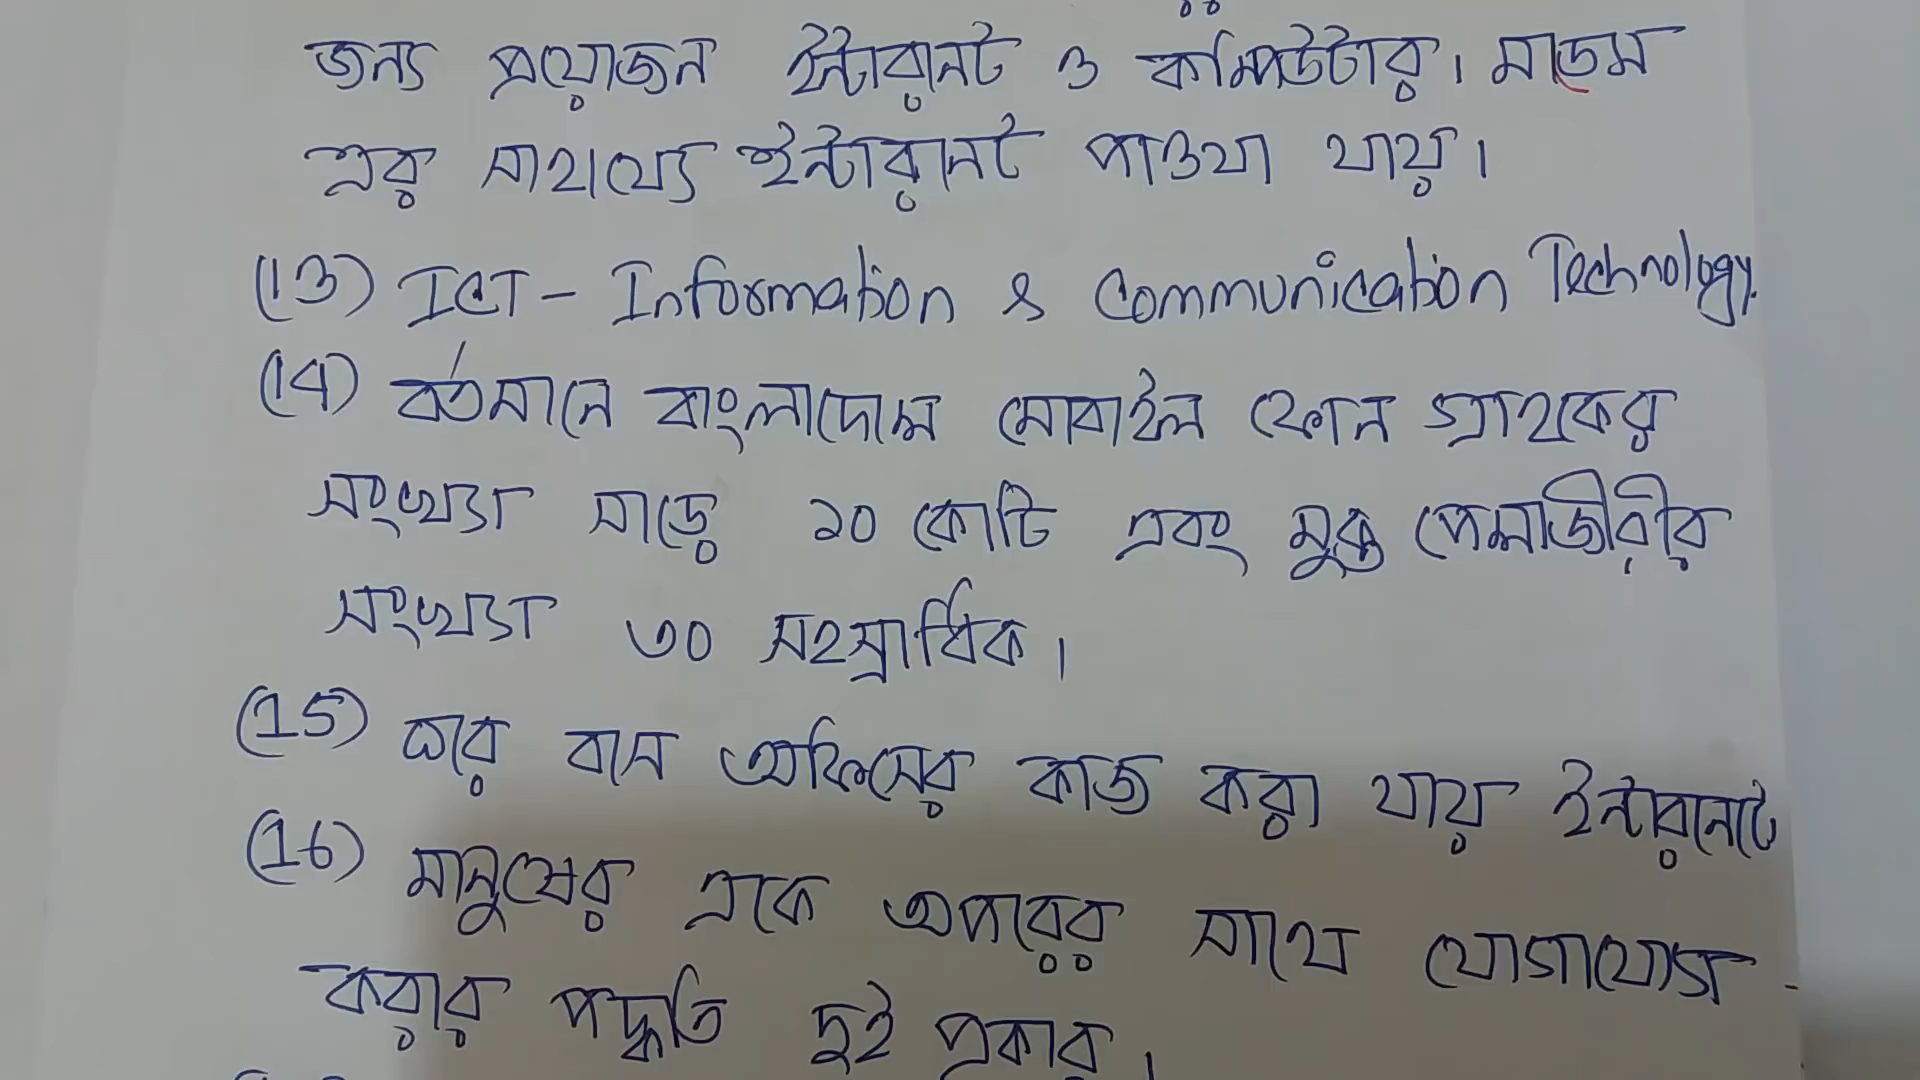 জন্য প্রয়োজন ইন্টারনেট ও কম্পিউটার। মডেম
এর সাহায্যে ইন্টারনেট পাওয়া যায়।
(13) ICT - Information & Communication Technology.
(14) বর্তমানে বাংলাদেশে মোবাইল ফোন গ্রাহকের
সংখ্যা সাড়ে ১০ কোটি এবং মুক্ত পেশাজীবীর
সংখ্যা ৩০ সহস্রাধিক।
(15) ঘরে বসে অফিসের কাজ করা যায় ইন্টারনেটে
(16) মানুষের একে অপরের সাথে যোগাযোগ
করার পদ্ধতি দুই প্রকার।